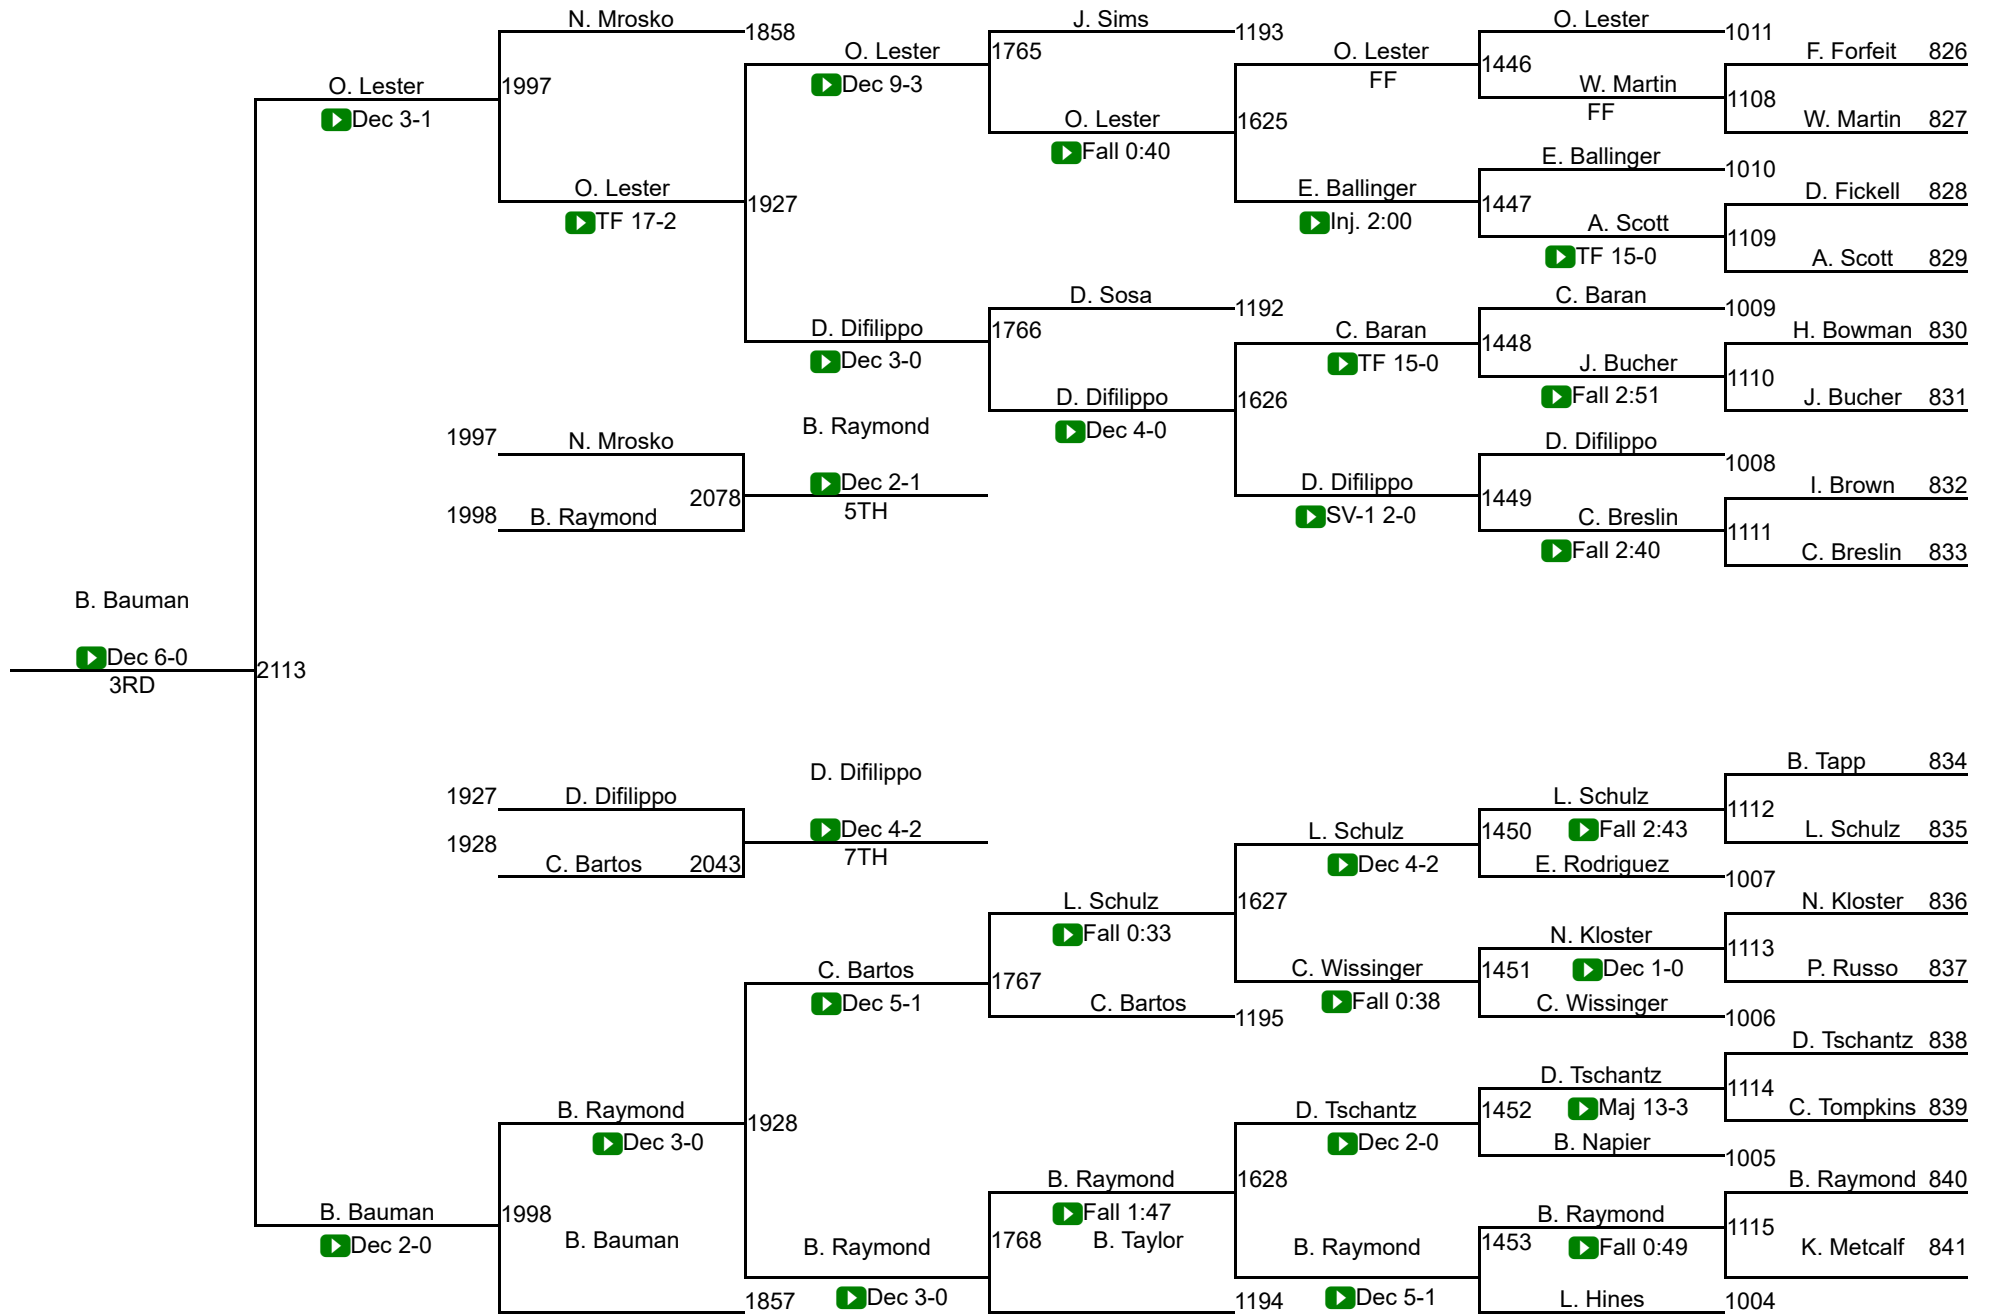 N. Mrosko
J. Sims
O. Lester
1858
1193
1011
O. Lester
1765
O. Lester
F. Forfeit 826
1446
Dec 9-3
FF
W. Martin
O. Lester
1997
1108
Dec 3-1
O. Lester
1625
FF
W. Martin 827
Fall 0:40
E. Ballinger
1010
O. Lester
E. Ballinger
D. Fickell 828
1927
1447
TF 17-2
Inj. 2:00
A. Scott
1109
TF 15-0
A. Scott 829
D. Sosa
C. Baran
1192
1009
D. Difilippo
1766
C. Baran
H. Bowman 830
1448
Dec 3-0
TF 15-0
J. Bucher
1110
D. Difilippo
1626
Fall 2:51
J. Bucher 831
B. Raymond
Dec 4-0
1997
N. Mrosko
D. Difilippo
1008
Dec 2-1
D. Difilippo
I. Brown 832
2078
1449
1998
B. Raymond
5TH
SV-1 2-0
C. Breslin
1111
Fall 2:40
C. Breslin 833
B. Bauman
Dec 6-0
2113
3RD
B. Tapp 834
D. Difilippo
1927
D. Difilippo
L. Schulz
1112
1928
Dec 4-2
L. Schulz
1450
Fall 2:43
L. Schulz 835
7TH
C. Bartos
2043
Dec 4-2
E. Rodriguez
1007
L. Schulz
1627
N. Kloster 836
Fall 0:33
N. Kloster
1113
C. Bartos
1767
C. Wissinger
1451
Dec 1-0
P. Russo 837
Dec 5-1
C. Bartos
Fall 0:38
C. Wissinger
1195
1006
D. Tschantz 838
D. Tschantz
1114
B. Raymond
1928
D. Tschantz
1452
Maj 13-3
C. Tompkins 839
Dec 3-0
Dec 2-0
B. Napier
1005
B. Raymond
1628
B. Raymond 840
B. Bauman
1998
Fall 1:47
B. Raymond
1115
Dec 2-0
B. Bauman
B. Raymond
1768
B. Taylor
B. Raymond
1453
Fall 0:49
K. Metcalf 841
1857
Dec 3-0
1194
Dec 5-1
L. Hines
1004